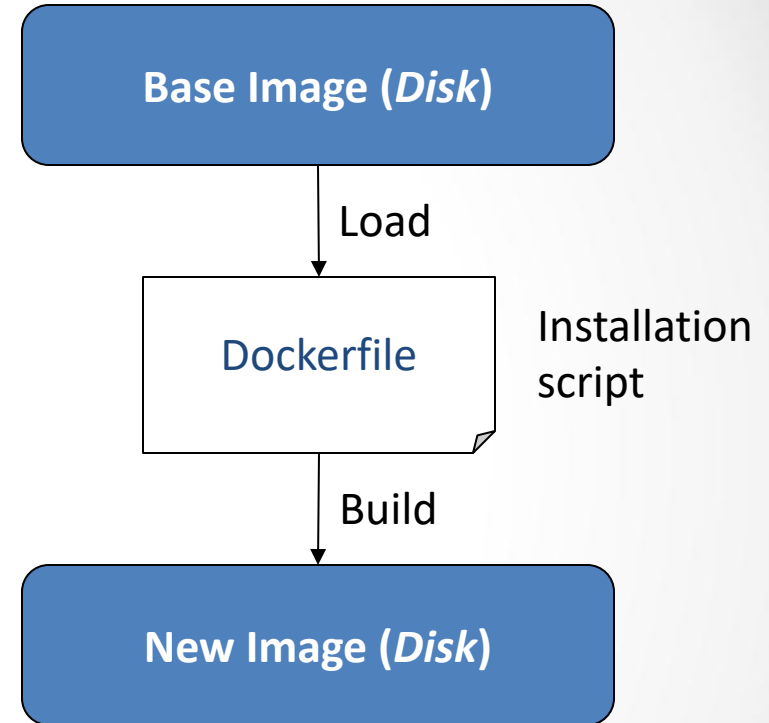 Base Image (Disk)
Load
Dockerfile
Installation
script
Build
New Image (Disk)